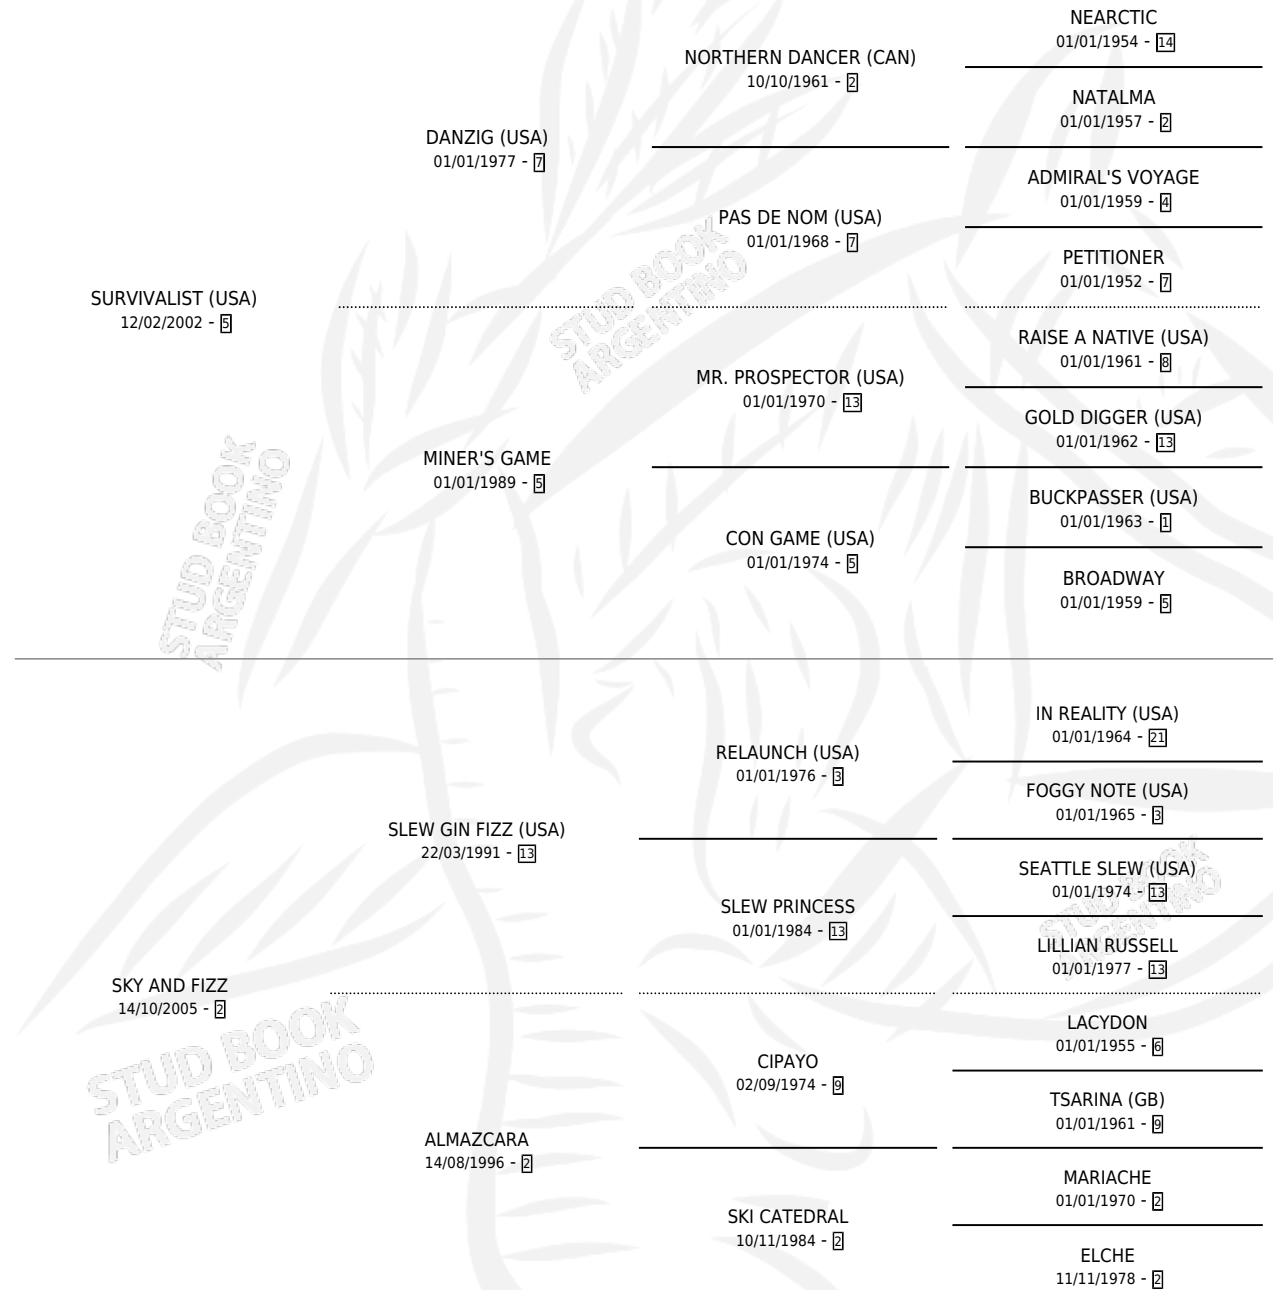 NEARCTIC
01/01/1954 - 14
NORTHERN DANCER (CAN)
10/10/1961 - 2
NATALMA
01/01/1957 - 2
DANZIG (USA)
01/01/1977 - 7
ADMIRAL'S VOYAGE
01/01/1959 - 4
PAS DE NOM (USA)
01/01/1968 - 7
PETITIONER
01/01/1952 - 7
SURVIVALIST (USA)
12/02/2002 - 5
STUD BOOK
ARGENTINO
RAISE A NATIVE (USA)
01/01/1961 - 8
MR. PROSPECTOR (USA)
01/01/1970 - 13
GOLD DIGGER (USA)
01/01/1962 - 13
MINER'S GAME
01/01/1989 - 5
BUCKPASSER (USA)
01/01/1963 - 1
CON GAME (USA)
01/01/1974 - 5
BROADWAY
01/01/1959 - 5
STUD BOOK
ARGENTINO
IN REALITY (USA)
01/01/1964 - 21
RELAUNCH (USA)
01/01/1976 - 3
FOGGY NOTE (USA)
01/01/1965 - 3
SLEW GIN FIZZ (USA)
22/03/1991 - 13
SEATTLE SLEW (USA)
01/01/1974 - 13
SLEW PRINCESS
01/01/1984 - 13
STUD BOOK
ARGENTINO
LILLIAN RUSSELL
01/01/1977 - 13
SKY AND FIZZ
14/10/2005 - 2
LACYDON
01/01/1955 - 6
CIPAYO
02/09/1974 - 9
STUD BOOK
ARGENTINO
TSARINA (GB)
01/01/1961 - 9
ALMAZCARA
14/08/1996 - 2
MARIACHE
01/01/1970 - 2
SKI CATEDRAL
10/11/1984 - 2
ELCHE
11/11/1978 - 2